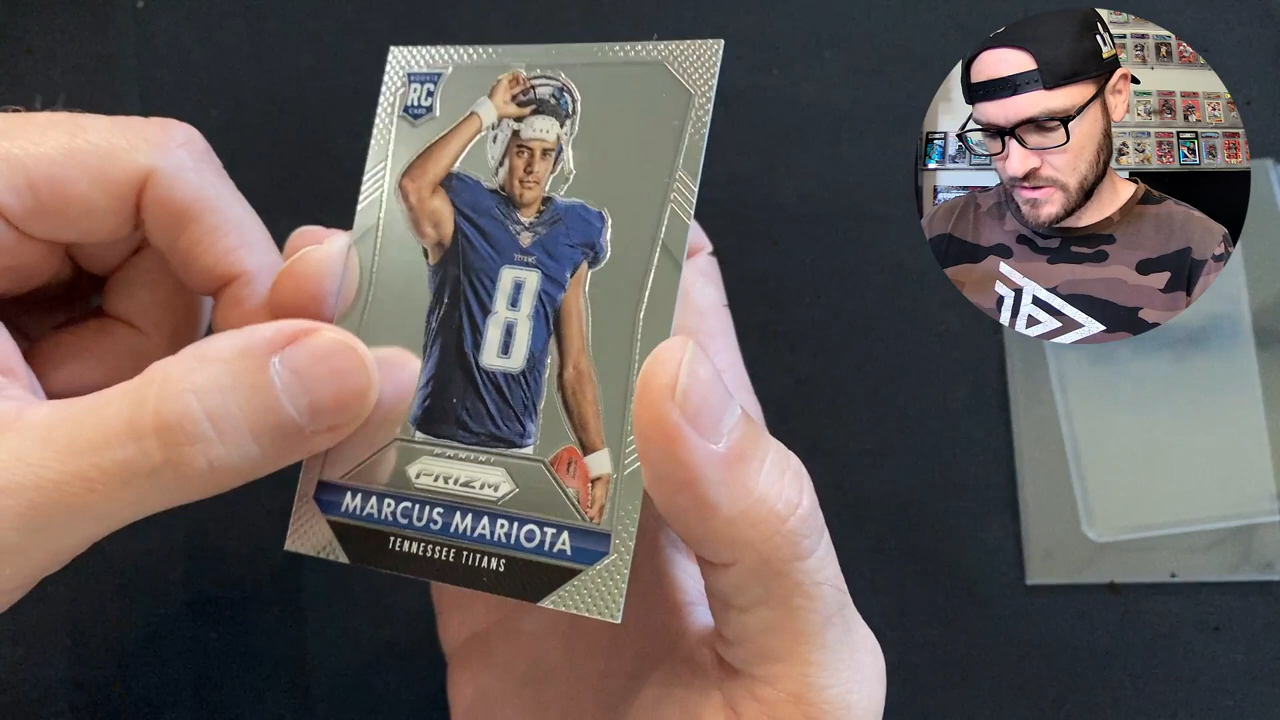 ROOKIE
RC
CARD
TITANS
8
PANINI
PRIZM
MARCUS MARIOTA
TENNESSEE TITANS